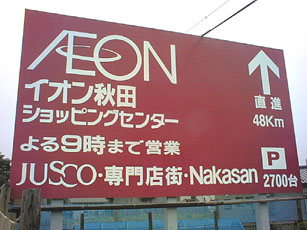 ÆON
イオン秋田
ショッピングセンター
よる9時まで営業
JUSCO・専門店街・Nakasan
直進
48Km
P
2700台